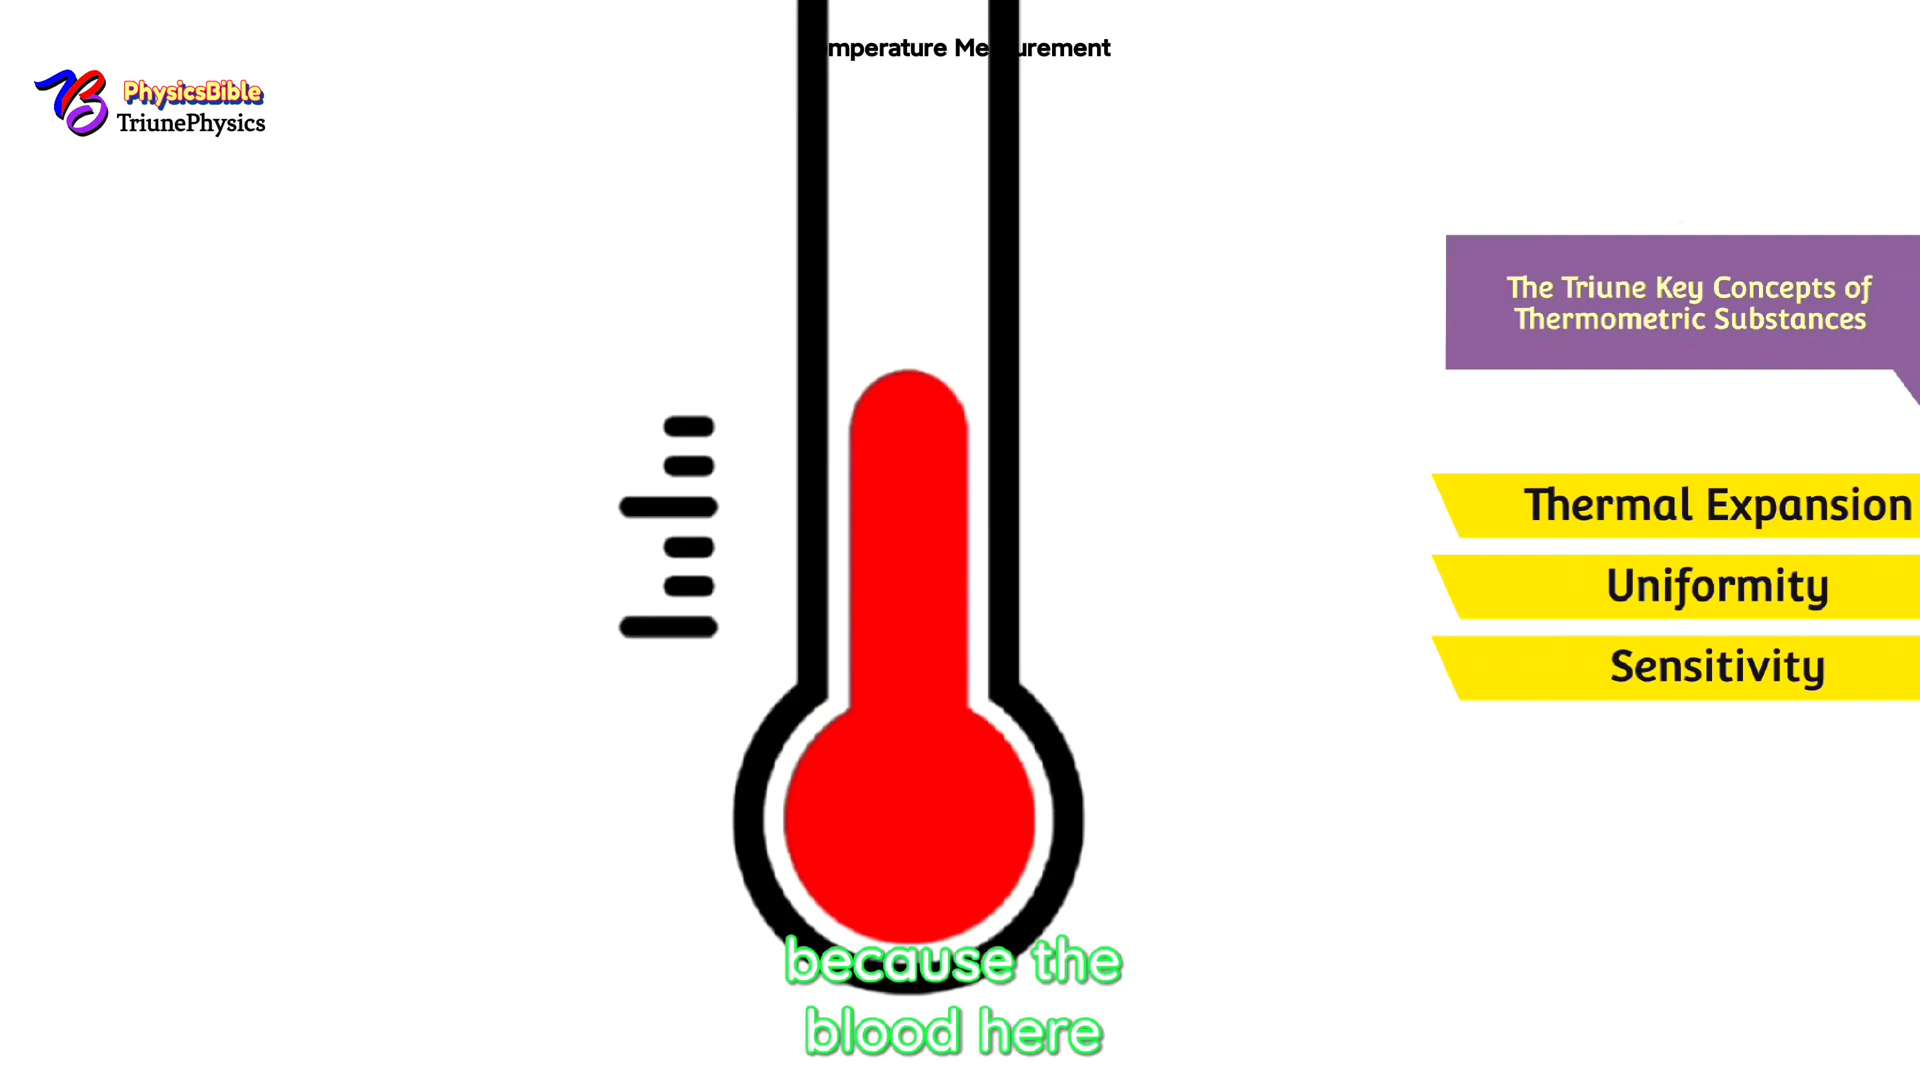 mperature Me urement
PhysicsBible
TriunePhysics
The Triune Key Concepts of
Thermometric Substances
Thermal Expansion
Uniformity
Sensitivity
because the
blood here